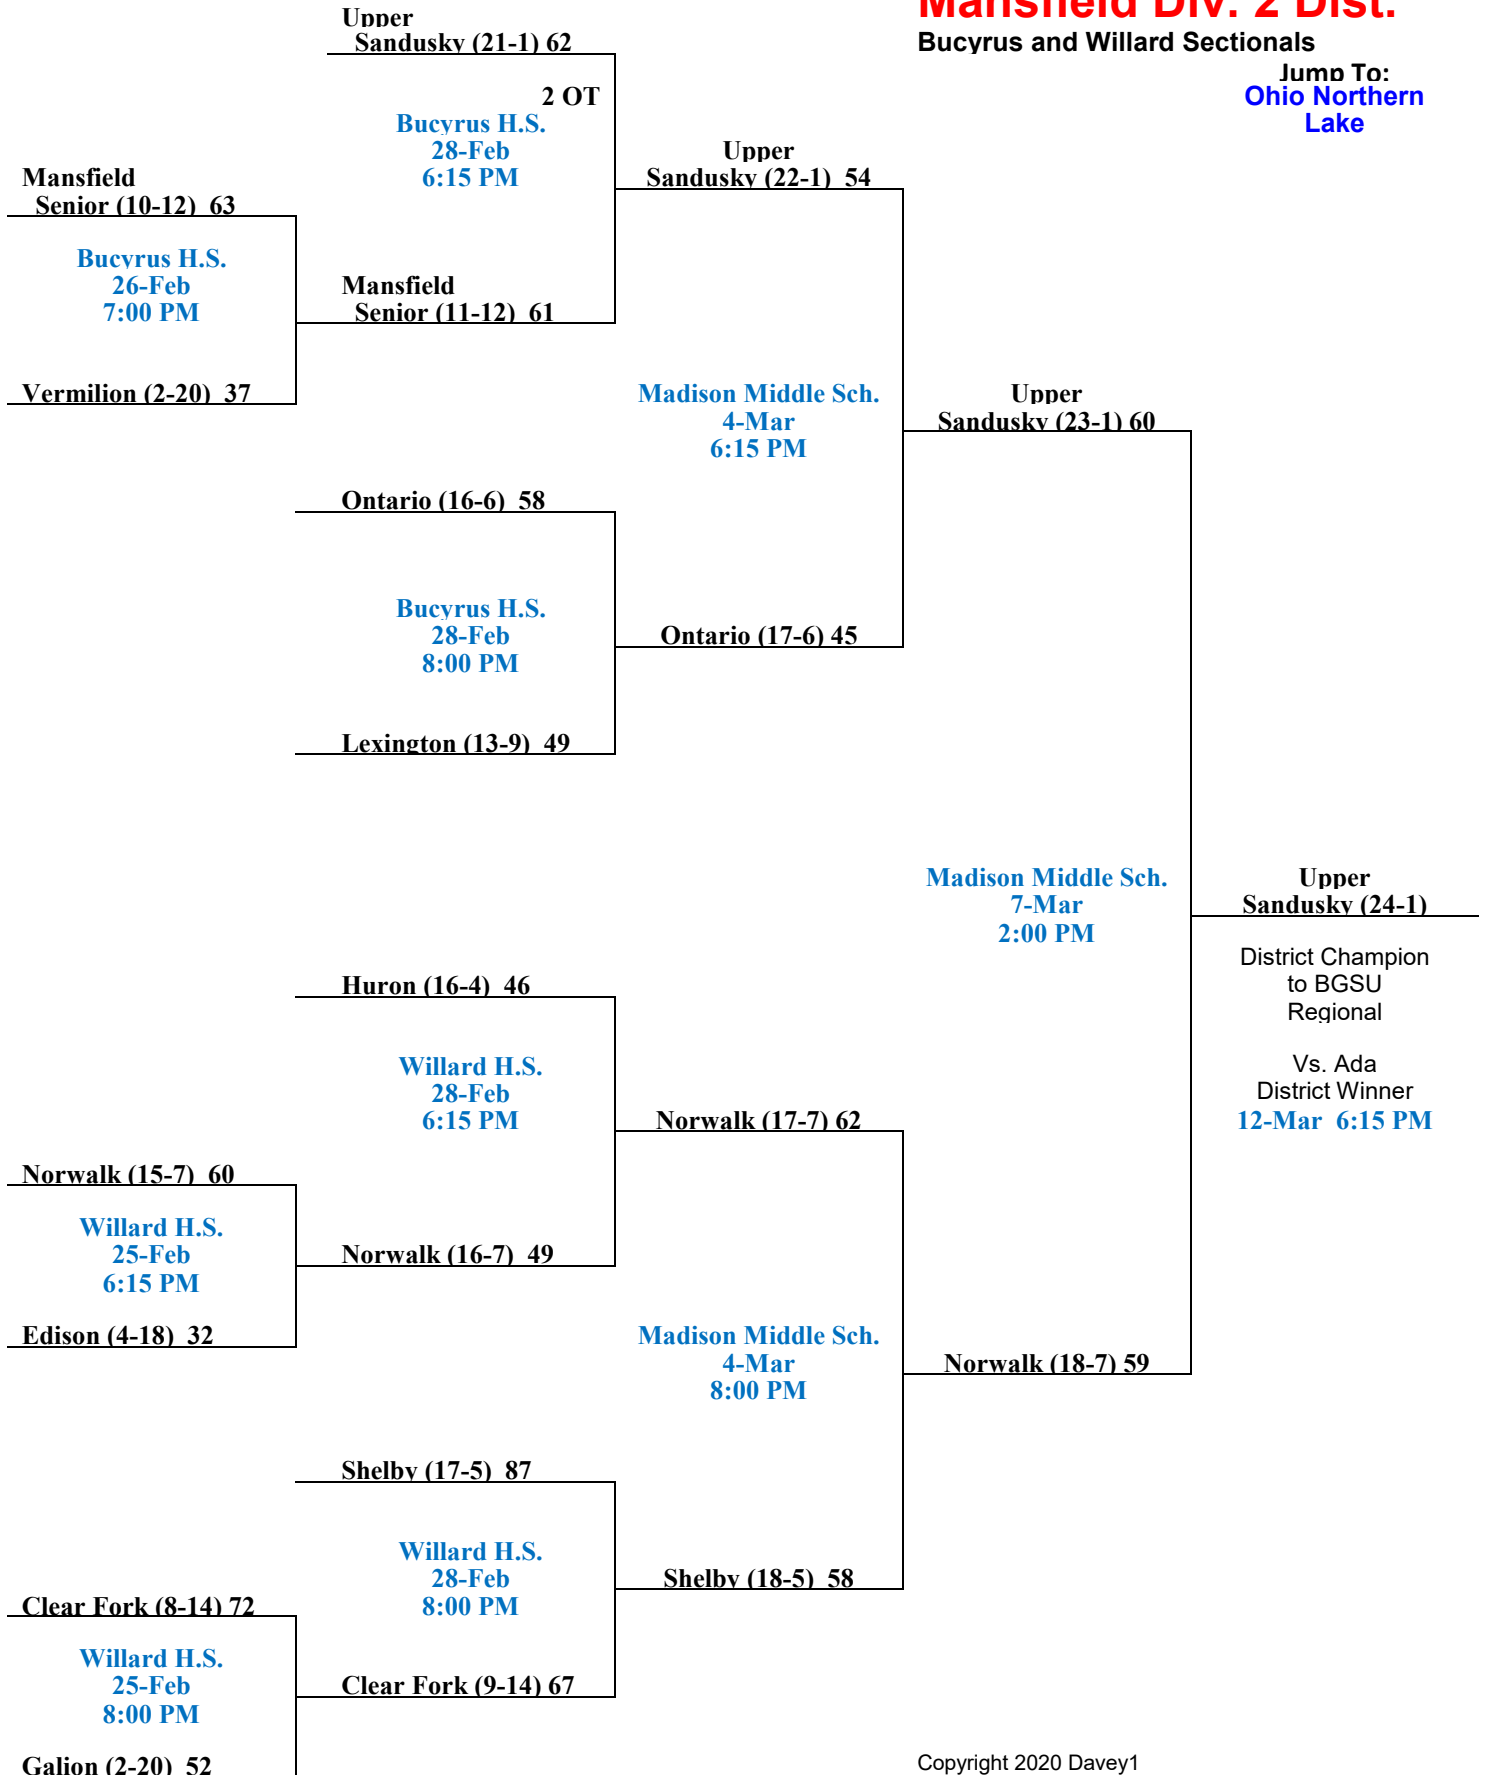 Mansfield Div. 2 Dist.
Bucyrus and Willard Sectionals
Jump To:
Ohio Northern
Lake
Upper
Sandusky (21-1) 62
2 OT
Bucyrus H.S.
28-Feb
6:15 PM
Upper
Sandusky (22-1) 54
Mansfield
Senior (10-12) 63
Bucyrus H.S.
26-Feb
7:00 PM
Mansfield
Senior (11-12) 61
Vermilion (2-20) 37
Madison Middle Sch.
4-Mar
6:15 PM
Upper
Sandusky (23-1) 60
Ontario (16-6) 58
Bucyrus H.S.
28-Feb
8:00 PM
Ontario (17-6) 45
Lexington (13-9) 49
Madison Middle Sch.
7-Mar
2:00 PM
Upper
Sandusky (24-1)
District Champion
to BGSU
Regional
Vs. Ada
District Winner
12-Mar 6:15 PM
Huron (16-4) 46
Willard H.S.
28-Feb
6:15 PM
Norwalk (17-7) 62
Norwalk (15-7) 60
Willard H.S.
25-Feb
6:15 PM
Norwalk (16-7) 49
Edison (4-18) 32
Madison Middle Sch.
4-Mar
8:00 PM
Norwalk (18-7) 59
Shelby (17-5) 87
Willard H.S.
28-Feb
8:00 PM
Shelby (18-5) 58
Clear Fork (8-14) 72
Willard H.S.
25-Feb
8:00 PM
Clear Fork (9-14) 67
Galion (2-20) 52
Copyright 2020 Davey1